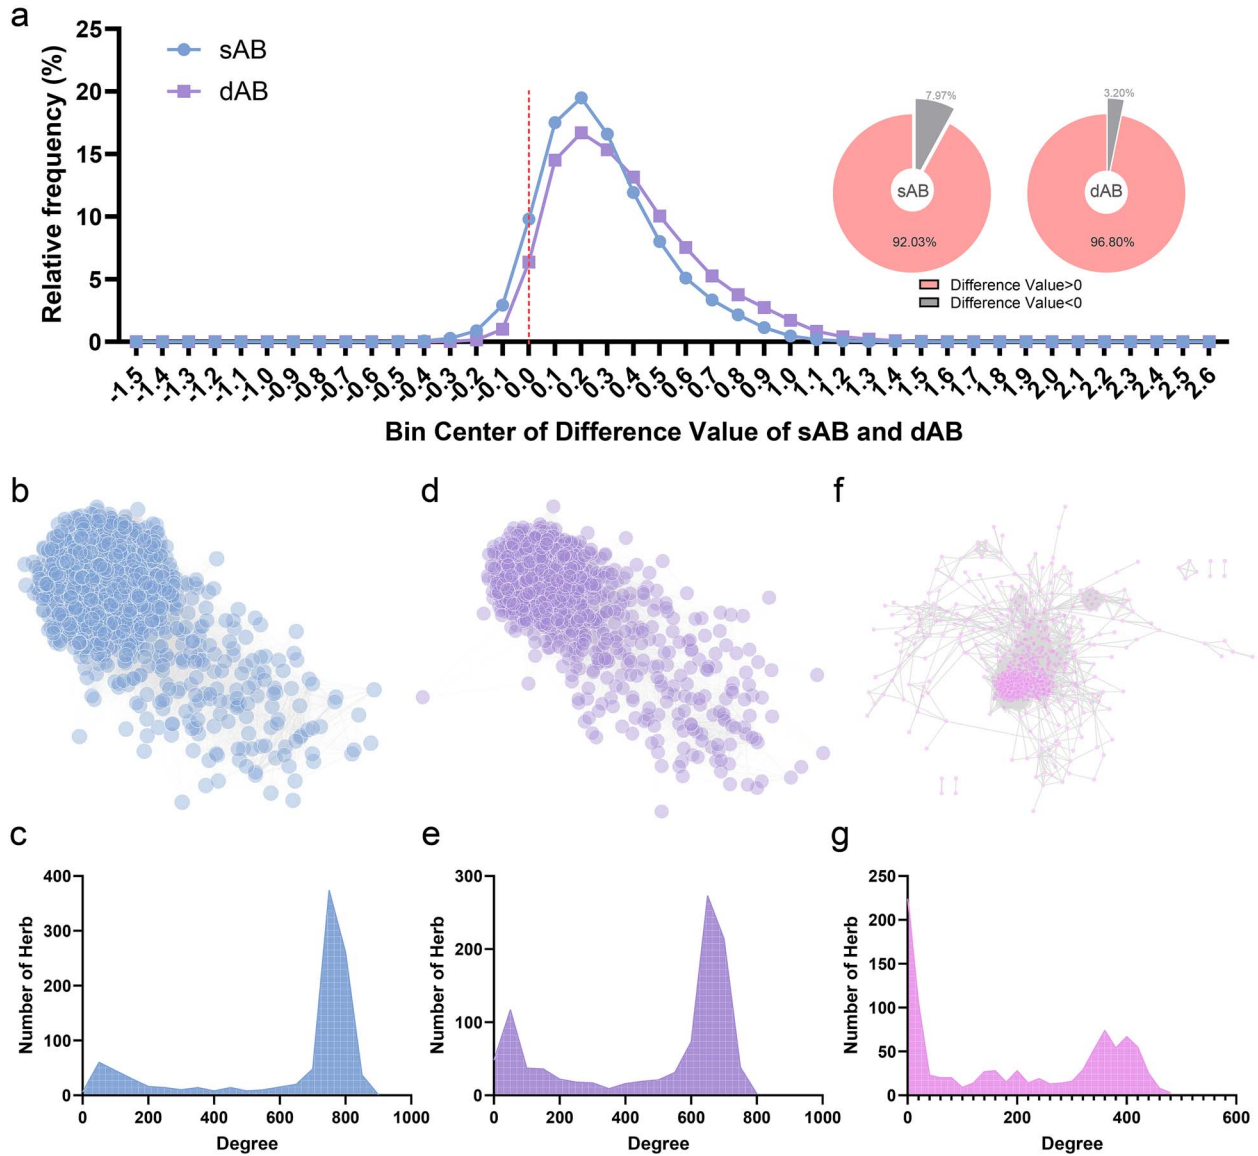 a
25
20
15
10
5
0
Relative frequency (%)
sAB
dAB
7.97%
3.20%
sAB
dAB
92.03%
96.80%
Difference Value>0
Difference Value<0
-1.5 -1.4 -1.3 -1.2 -1.1 -1.0 -0.9 -0.8 -0.7 -0.6 -0.5 -0.4 -0.3 -0.2 -0.1 0.0 0.1 0.2 0.3 0.4 0.5 0.6 0.7 0.8 0.9 1.0 1.1 1.2 1.3 1.4 1.5 1.6 1.7 1.8 1.9 2.0 2.1 2.2 2.3 2.4 2.5 2.6
Bin Center of Difference Value of sAB and dAB
b
d
f
c
400
300
200
100
0
Number of Herb
0 200 400 600 800 1000
Degree
e
300
200
100
0
Number of Herb
0 200 400 600 800 1000
Degree
g
250
200
150
100
50
0
Number of Herb
0 200 400 600
Degree